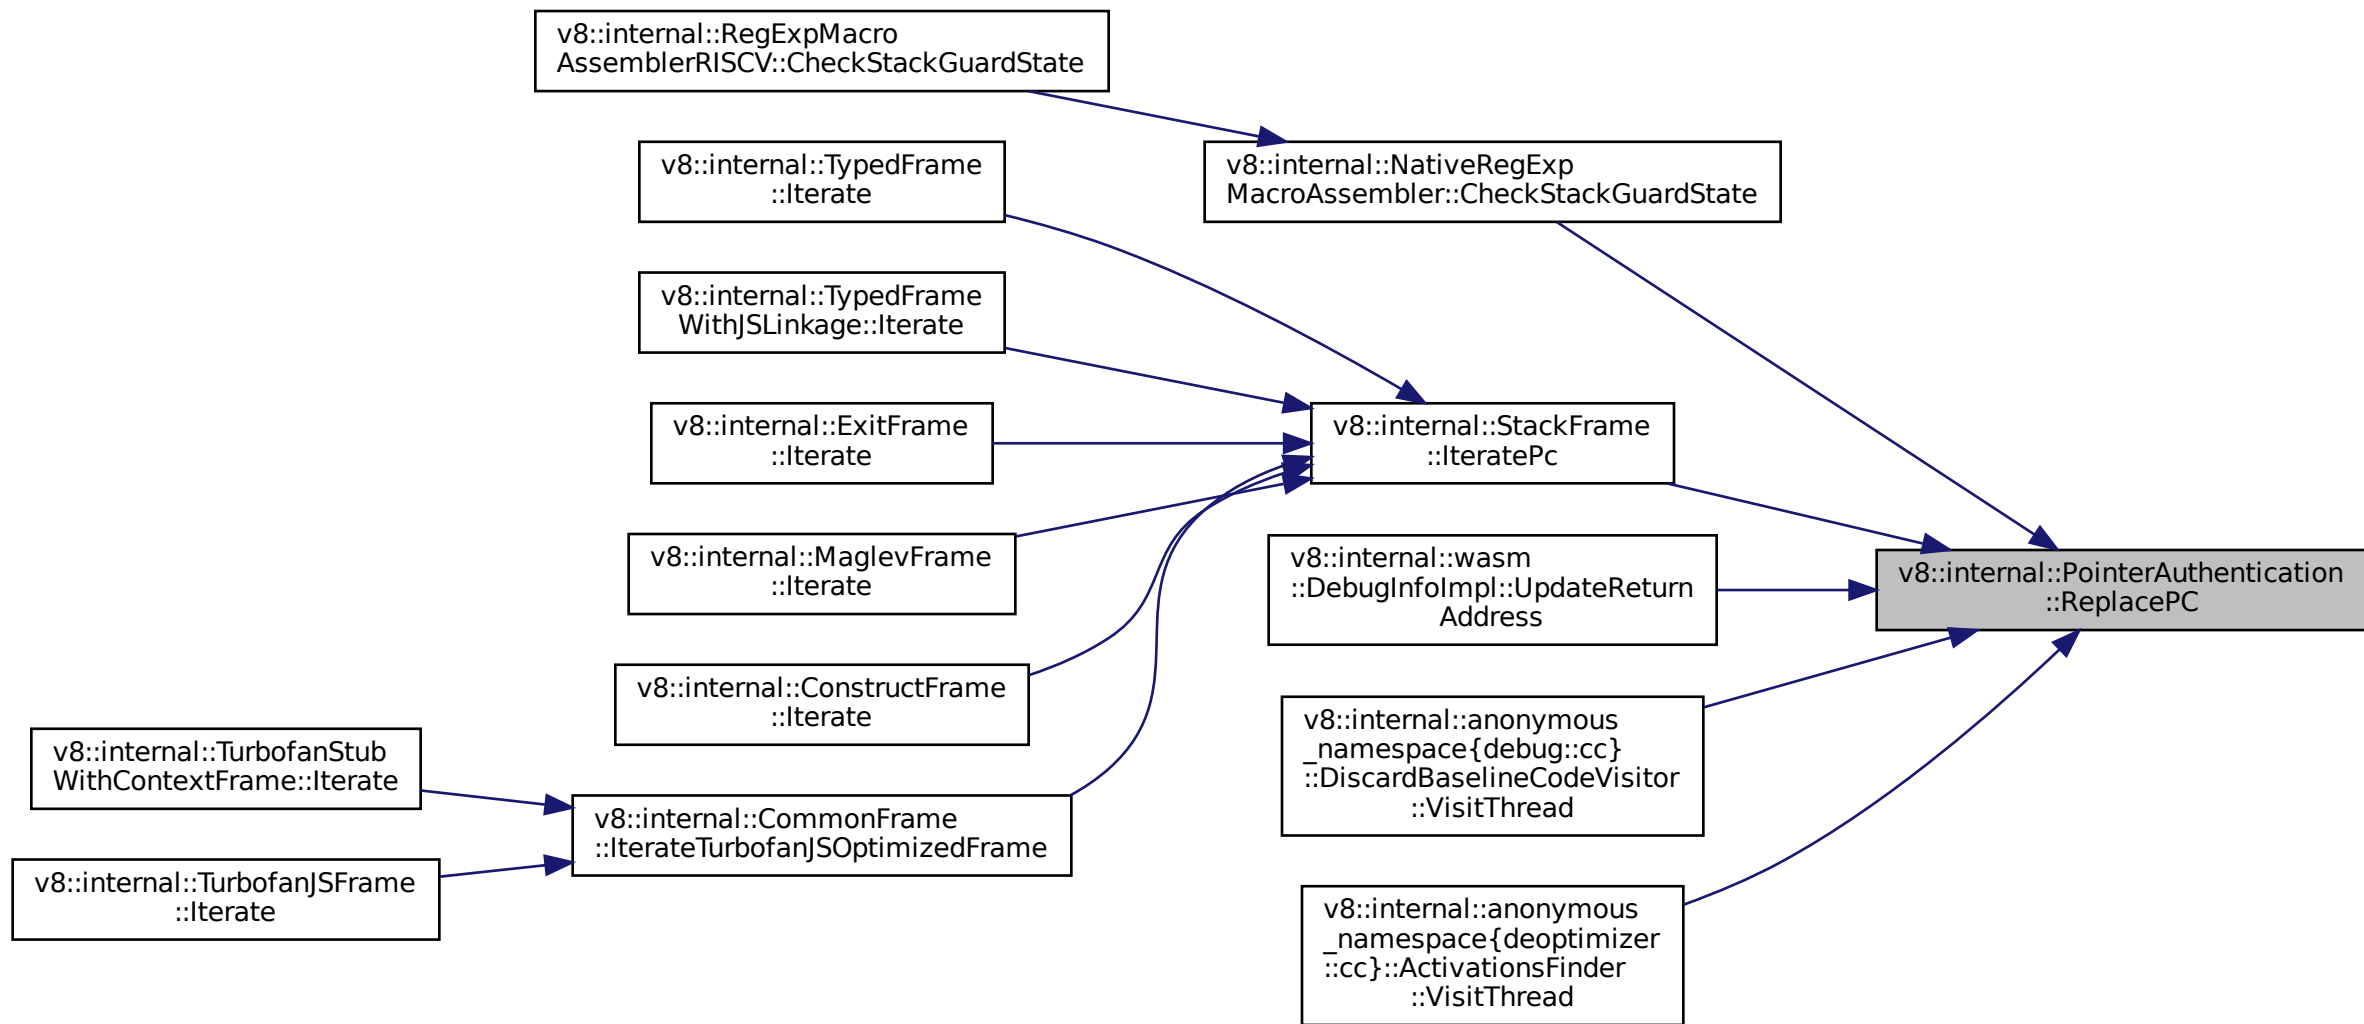 v8::internal::RegExpMacro
AssemblerRISCV::CheckStackGuardState
v8::internal::TypedFrame
::Iterate
v8::internal::NativeRegExp
MacroAssembler::CheckStackGuardState
v8::internal::TypedFrame
WithJSLinkage::Iterate
v8::internal::ExitFrame
::Iterate
v8::internal::StackFrame
::IteratePc
v8::internal::MaglevFrame
::Iterate
v8::internal::wasm
::DebugInfoImpl::UpdateReturn
Address
v8::internal::PointerAuthentication
::ReplacePC
v8::internal::ConstructFrame
::Iterate
v8::internal::anonymous
_namespace{debug::cc}
::DiscardBaselineCodeVisitor
::VisitThread
v8::internal::TurbofanStub
WithContextFrame::Iterate
v8::internal::CommonFrame
::IterateTurbofanJSOptimizedFrame
v8::internal::TurbofanJSFrame
::Iterate
v8::internal::anonymous
_namespace{deoptimizer
::cc}::ActivationsFinder
::VisitThread